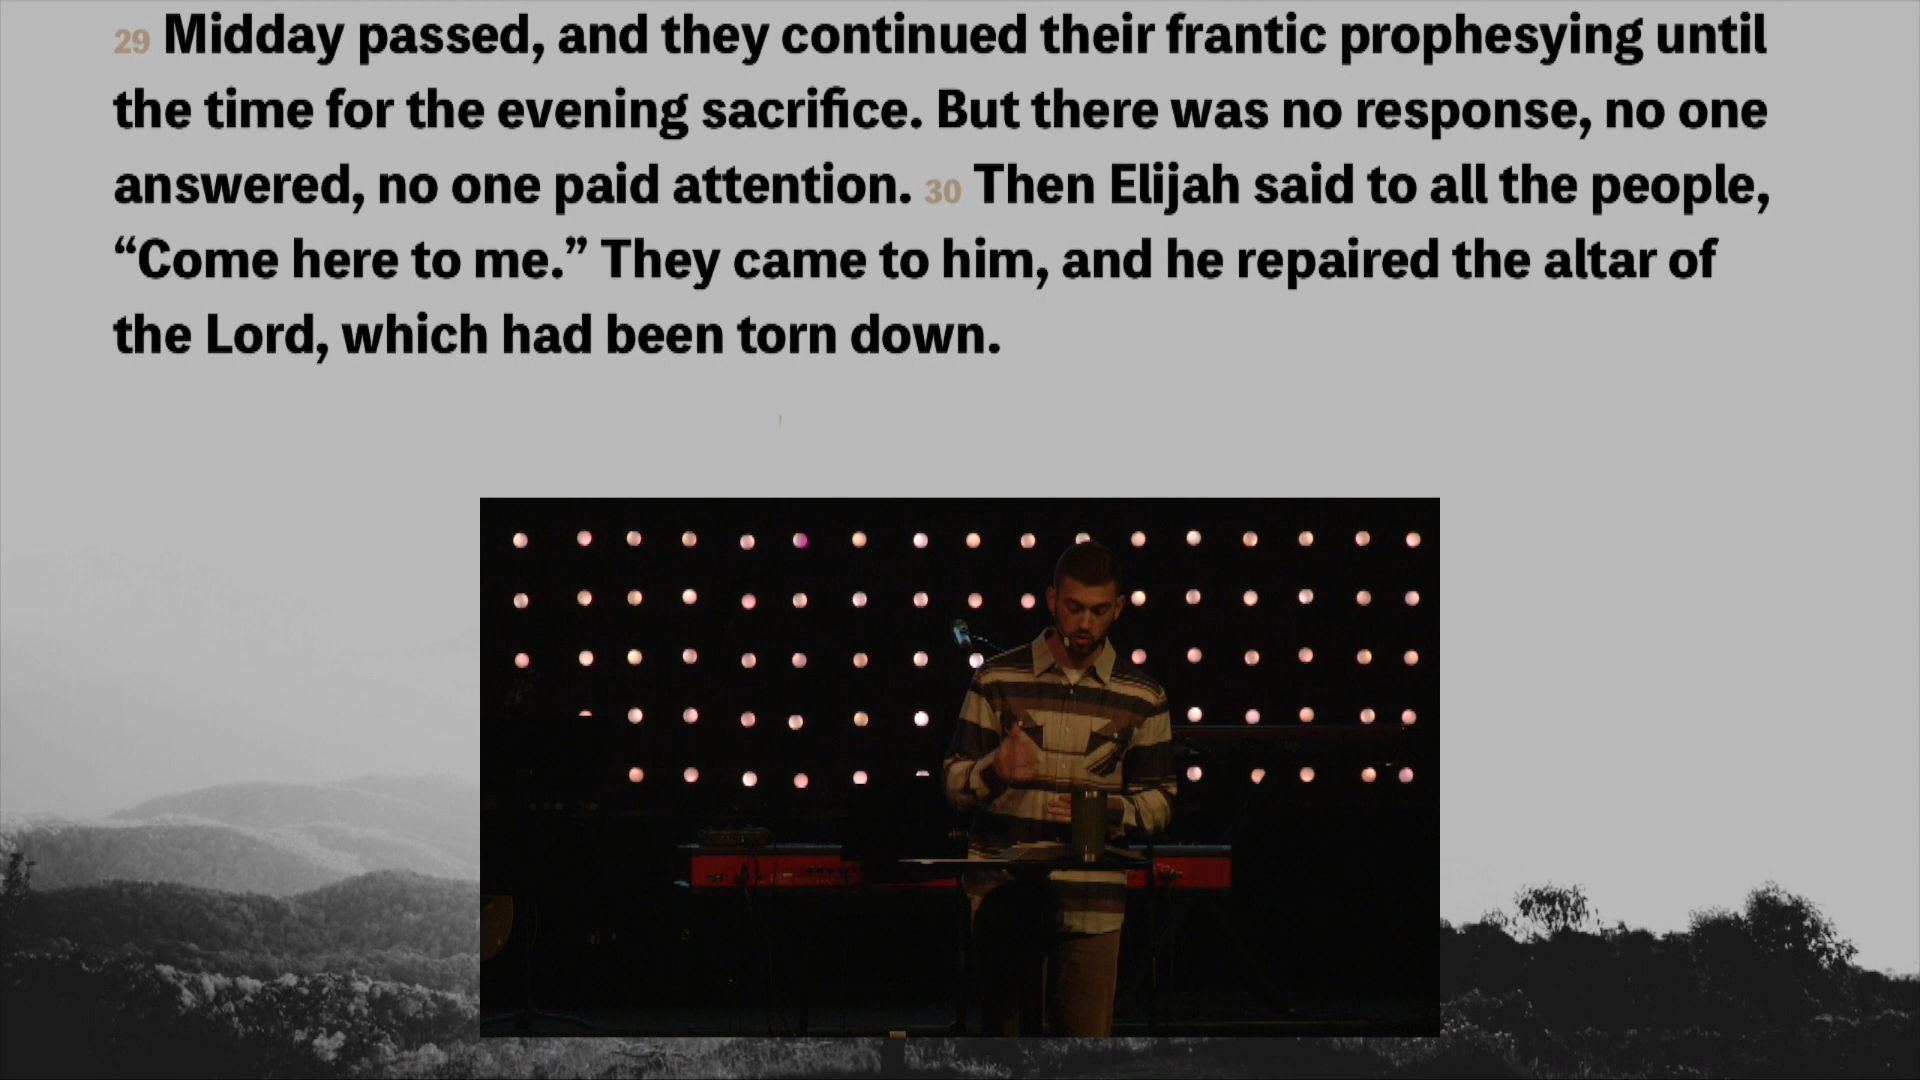 29 Midday passed, and they continued their frantic prophesying until
the time for the evening sacrifice. But there was no response, no one
answered, no one paid attention. 30 Then Elijah said to all the people,
“Come here to me.” They came to him, and he repaired the altar of
the Lord, which had been torn down.